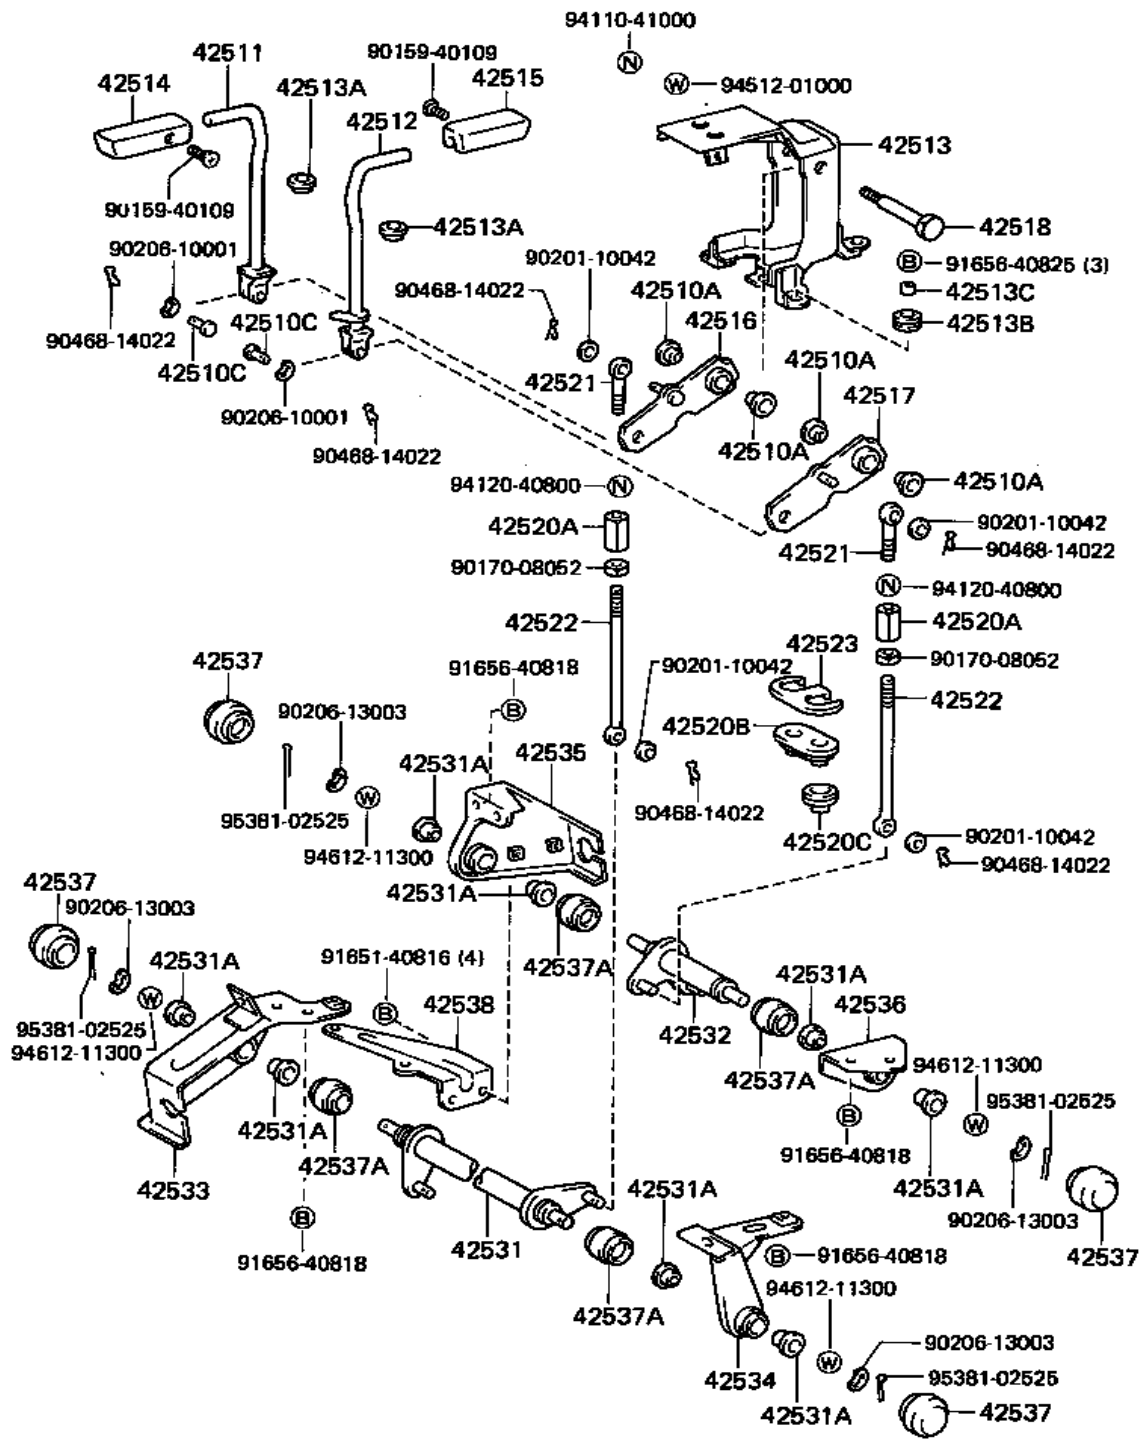 94110-41000
N
42511
90159-40109
42514
42513A
42515
W 94512-01000
42512
42513
90159-40109
42513A
42518
90206-10001
90201-10042
B 91656-40825 (3)
90468-14022
42510A
42513C
42510C
42516
42513B
90468-14022
42510C
42521
42510A
42517
90206-10001
42510A
90468-14022
94120-40800 N
42510A
42520A
90201-10042
42521
90468-14022
90170-08052
N 94120-40800
42522
42520A
42523
42537
91656-40818
90201-10042
90170-08052
B
42522
90206-13003
42520B
42535
42531A
W
95381-02525
90468-14022
94612-11300
42520C
90201-10042
90468-14022
42537
42531A
90206-13003
91651-40816 (4)
42531A
42537A
42531A
W
42538
42536
B
95381-02525
42532
94612-11300
94612-11300
42537A
95381-02525
42531A
B
W
42537A
91656-40818
42533
42531A
42531A
B
42531
90206-13003
91656-40818
B 91656-40818
42537
42537A
94612-11300
90206-13003
W
42534
95381-02525
42531A
42537